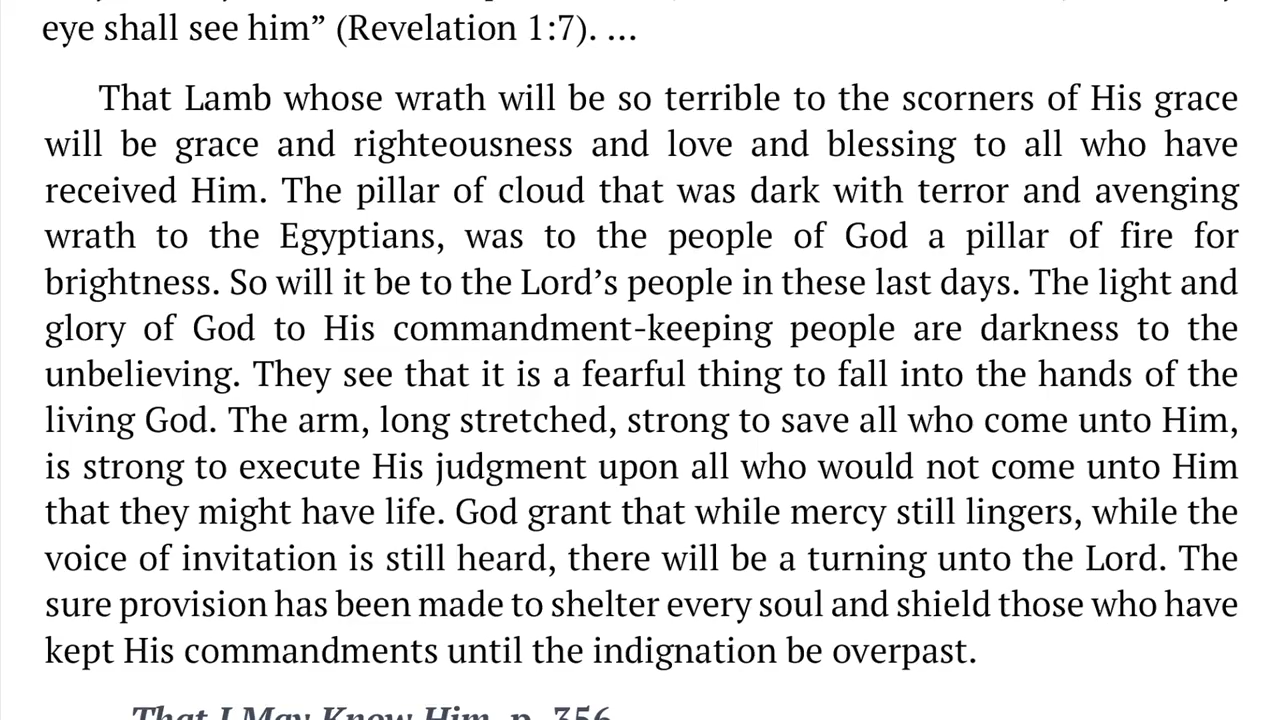 eye shall see him” (Revelation 1:7). …
That Lamb whose wrath will be so terrible to the scorners of His grace
will be grace and righteousness and love and blessing to all who have
received Him. The pillar of cloud that was dark with terror and avenging
wrath to the Egyptians, was to the people of God a pillar of fire for
brightness. So will it be to the Lord’s people in these last days. The light and
glory of God to His commandment-keeping people are darkness to the
unbelieving. They see that it is a fearful thing to fall into the hands of the
living God. The arm, long stretched, strong to save all who come unto Him,
is strong to execute His judgment upon all who would not come unto Him
that they might have life. God grant that while mercy still lingers, while the
voice of invitation is still heard, there will be a turning unto the Lord. The
sure provision has been made to shelter every soul and shield those who have
kept His commandments until the indignation be overpast.
That I May Know Him, p. 356